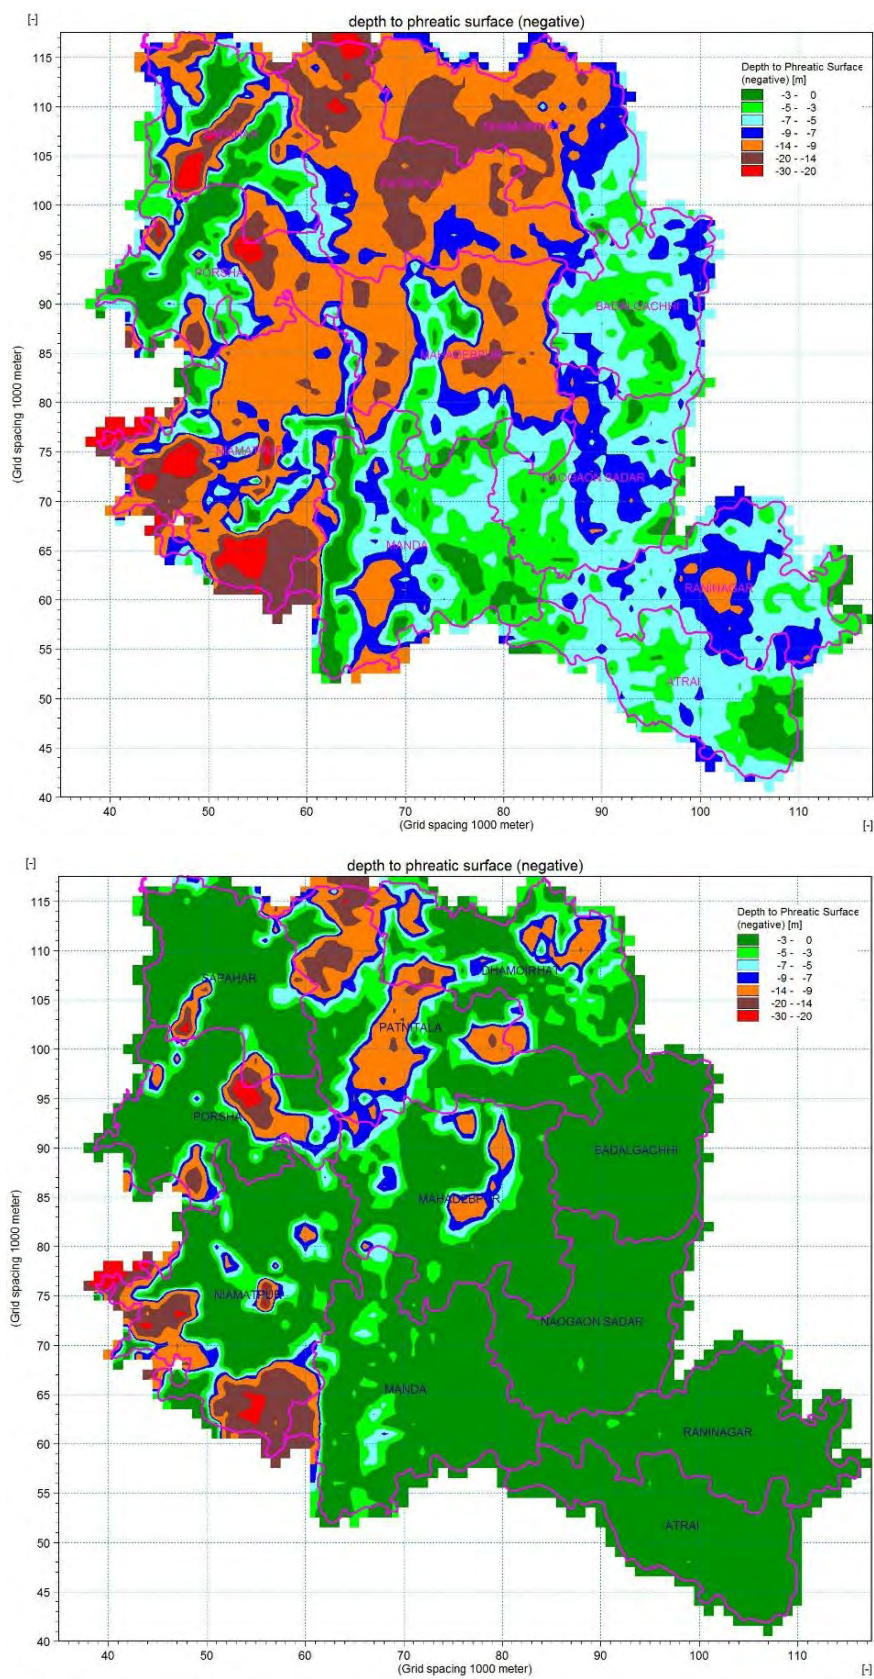 [-]
depth to phreatic surface (negative)
115
110
105
100
95
90
85
80
75
70
65
60
55
50
45
40
(Grid spacing 1000 meter)
Depth to Phreatic Surface
(negative) [m]
-3 - 0
-5 - -3
-7 - -5
-9 - -7
-14 - -9
-20 - -14
-30 - -20
PATNITALA
PORSHA
BADALGACHHI
MAHADEBPUR
NIAMATPUR
NAOGAON SADAR
MANDA
RANINAGAR
ATRAI
40 50 60 70 80 90 100 110
(Grid spacing 1000 meter)
[-]
[-]
depth to phreatic surface (negative)
115
110
105
100
95
90
85
80
75
70
65
60
55
50
45
40
(Grid spacing 1000 meter)
Depth to Phreatic Surface
(negative) [m]
-3 - 0
-5 - -3
-7 - -5
-9 - -7
-14 - -9
-20 - -14
-30 - -20
SAPAHAR
DHAMOIRHAT
PATNITALA
PORSHA
BADALGACHHI
MAHADEBPUR
NIAMATPUR
NAOGAON SADAR
MANDA
RANINAGAR
ATRAI
40 50 60 70 80 90 100 110
(Grid spacing 1000 meter)
[-]